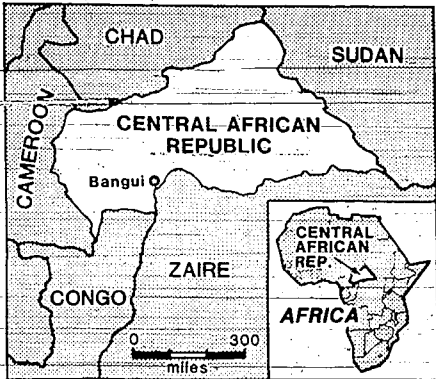 CHAD
SUDAN
CAMEROON
CENTRAL AFRICAN
REPUBLIC
Bangui
ZAIRE
CONGO
0 300
miles
CENTRAL
AFRICAN
REP.
AFRICA